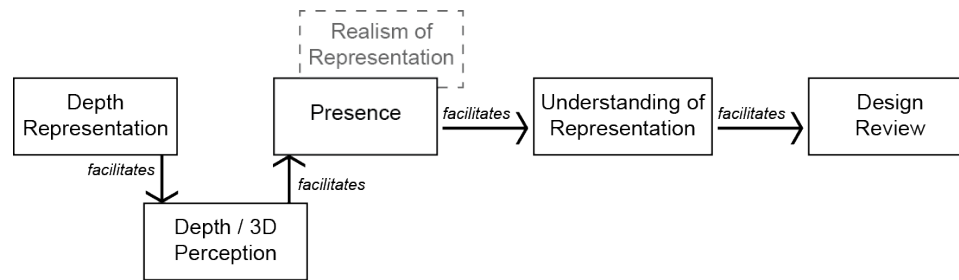 Realism of
Representation
Depth
Representation
Presence
Understanding of
Representation
Design
Review
facilitates
facilitates
facilitates
facilitates
Depth / 3D
Perception